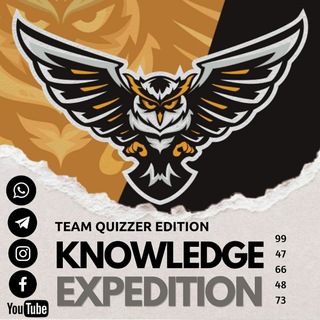 TEAM QUIZZER EDITION
KNOWLEDGE
EXPEDITION
99
47
66
48
73
YouTube